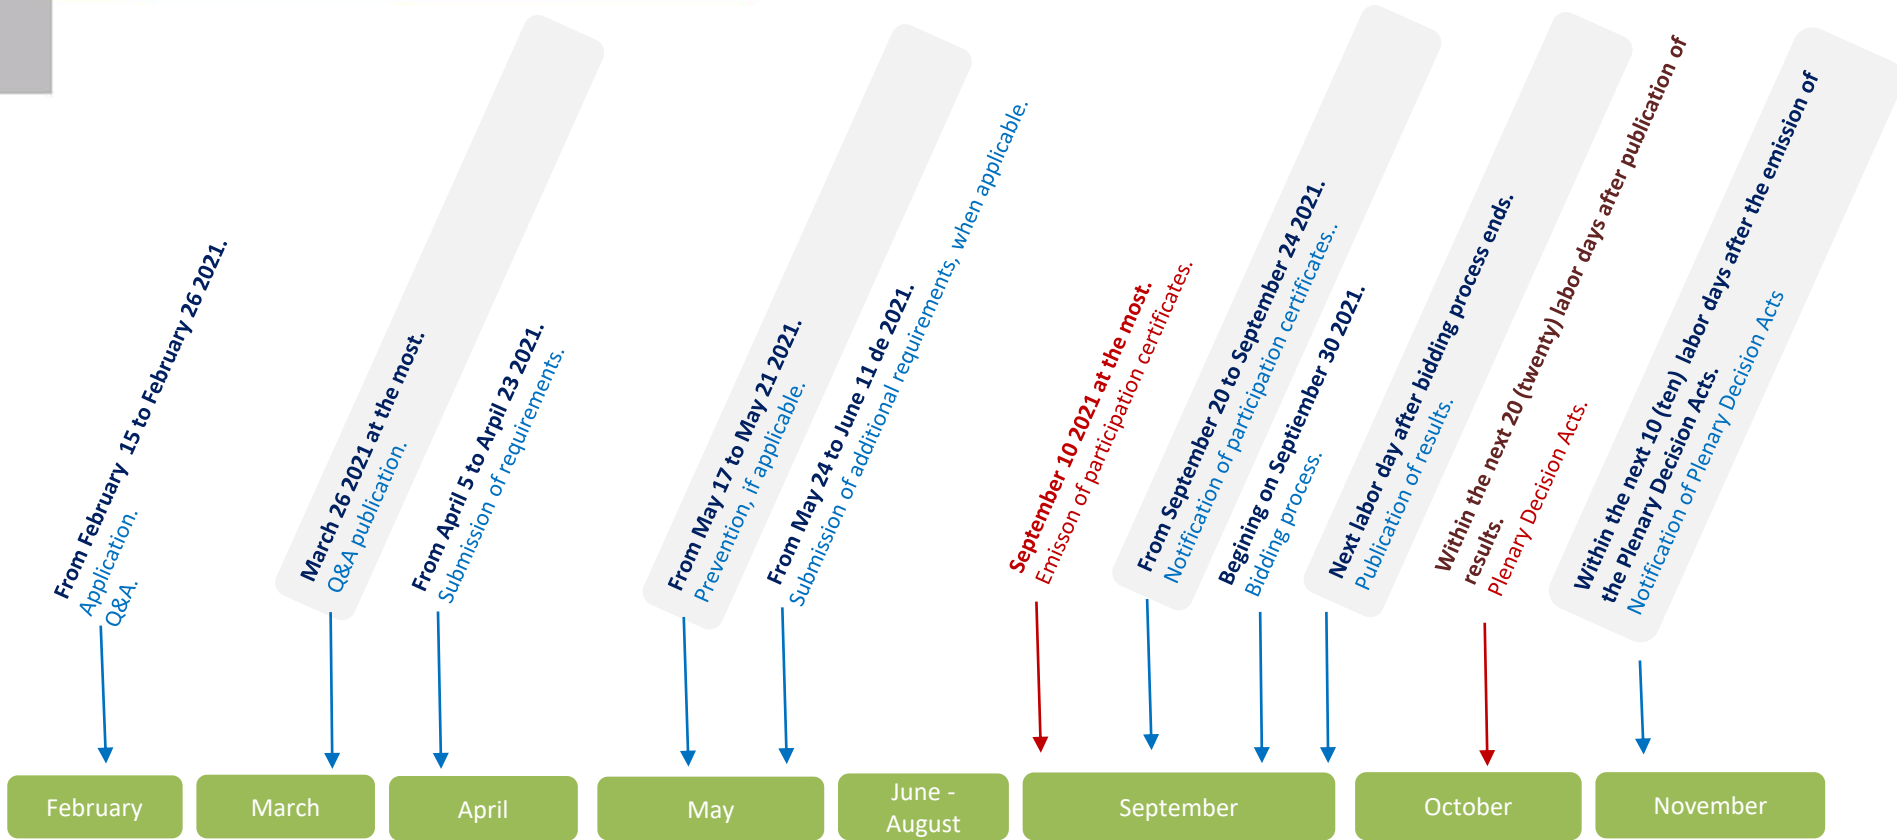 From February  15 to February 26 2021.
Application.
Q&A.
March 26 2021 at the most.
Q&A publication.
From April 5 to Arpil 23 2021.
Submission of requirements.
From May 17 to May 21 2021.
Prevention, if applicable.
From May 24 to June 11 de 2021.
Submission of additional requirements, when applicable.
September 10 2021 at the most.
Emisson of participation certificates.
From September 20 to September 24 2021.
Notification of participation certificates..
Begining on Septiember 30 2021.
Bidding process.
Next labor day after bidding process ends.
Publication of results.
Within the next 20 (twenty) labor days after publication of
results.
Plenary Decision Acts.
Within the next 10 (ten)  labor days after the emission of
the Plenary Decision Acts.
Notification of Plenary Decision Acts
February
March
April
May
June -
August
September
October
November